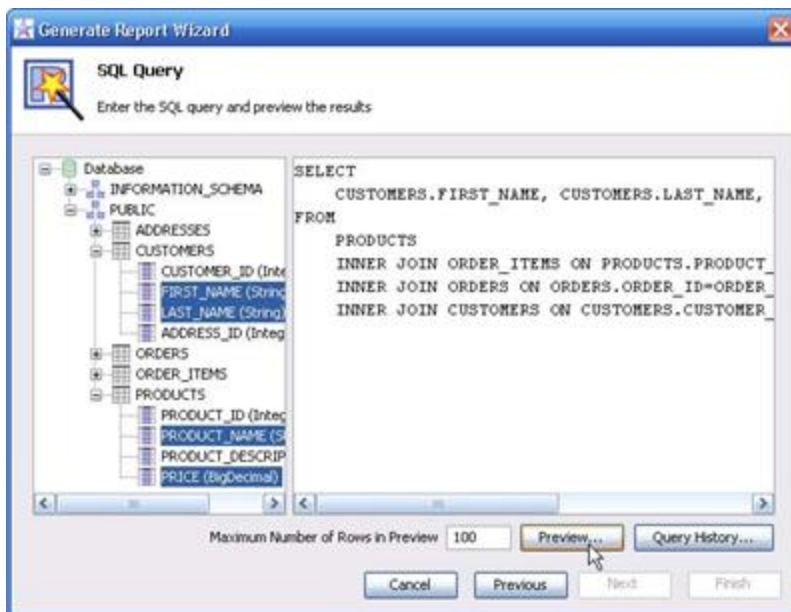 Generate Report Wizard
SQL Query
Enter the SQL query and preview the results
Database
INFORMATION_SCHEMA
PUBLIC
ADDRESSES
CUSTOMERS
CUSTOMER_ID (Inte
FIRST_NAME (String
LAST_NAME (String)
ADDRESS_ID (Integ
ORDERS
ORDER_ITEMS
PRODUCTS
PRODUCT_ID (Integ
PRODUCT_NAME (S
PRODUCT_DESCRIP
PRICE (BigDecimal)
SELECT
CUSTOMERS.FIRST_NAME, CUSTOMERS.LAST_NAME,
FROM
PRODUCTS
INNER JOIN ORDER_ITEMS ON PRODUCTS.PRODUCT_
INNER JOIN ORDERS ON ORDERS.ORDER_ID=ORDER_
INNER JOIN CUSTOMERS ON CUSTOMERS.CUSTOMER_
Maximum Number of Rows in Preview 100 Preview... Query History...
Cancel Previous Next Finish